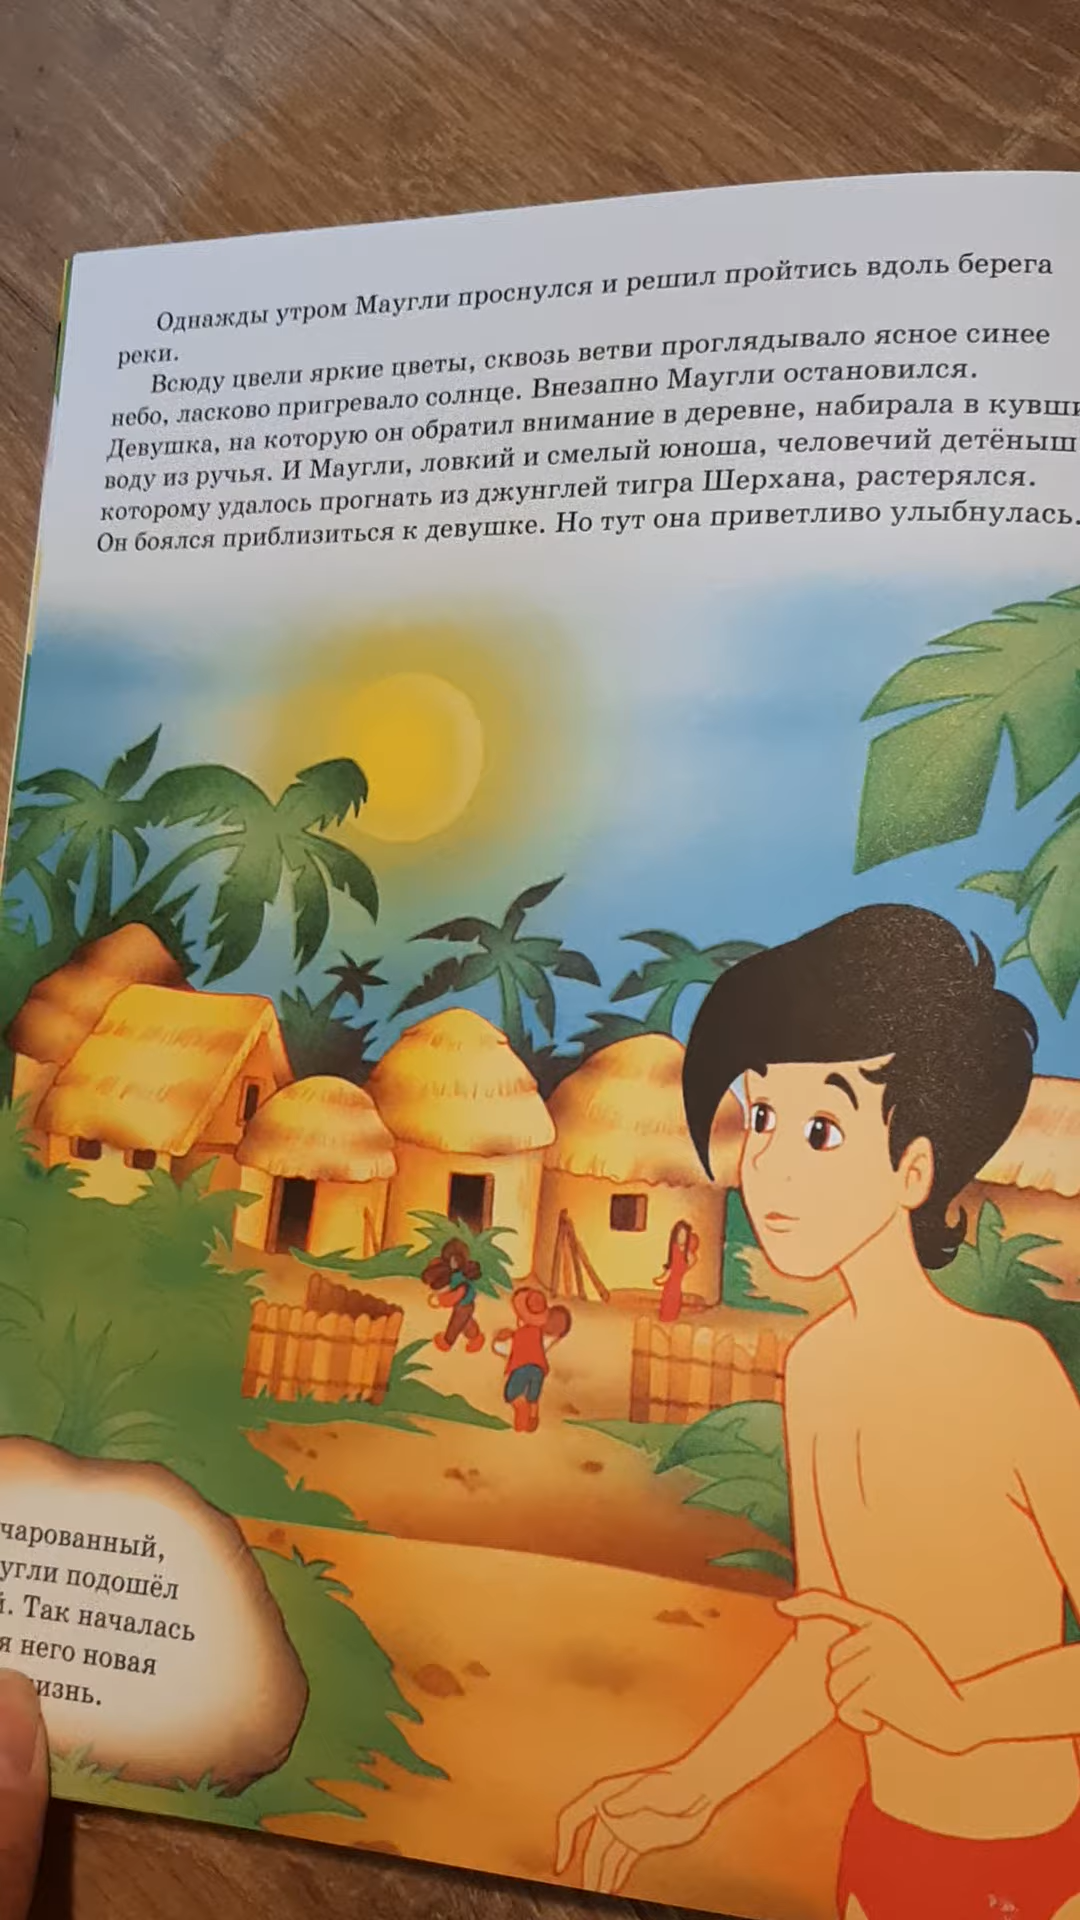 Однажды утром Маугли проснулся и решил пройтись вдоль берега
реки.
Всюду цвели яркие цветы, сквозь ветви проглядывало ясное синее
небо, ласково пригревало солнце. Внезапно Маугли остановился.
Девушка, на которую он обратил внимание в деревне, набирала в кувши
воду из ручья. И Маугли, ловкий и смелый юноша, человечий детёныш
которому удалось прогнать из джунглей тигра Шерхана, растерялся.
Он боялся приблизиться к девушке. Но тут она приветливо улыбнулась.
чарованный,
угли подошёл
й. Так началась
я него новая
изнь.